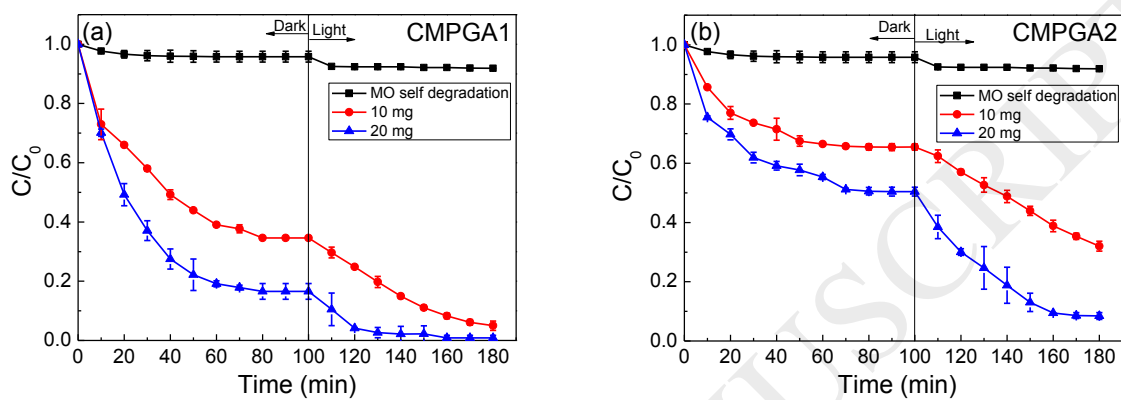 (a)
Dark
Light
CMPGA1
MO self degradation
10 mg
20 mg
C/C0
1.0
0.8
0.6
0.4
0.2
0.0
0 20 40 60 80 100 120 140 160 180
Time (min)
(b)
Dark
Light
CMPGA2
MO self degradation
10 mg
20 mg
C/C0
1.0
0.8
0.6
0.4
0.2
0.0
0 20 40 60 80 100 120 140 160 180
Time (min)